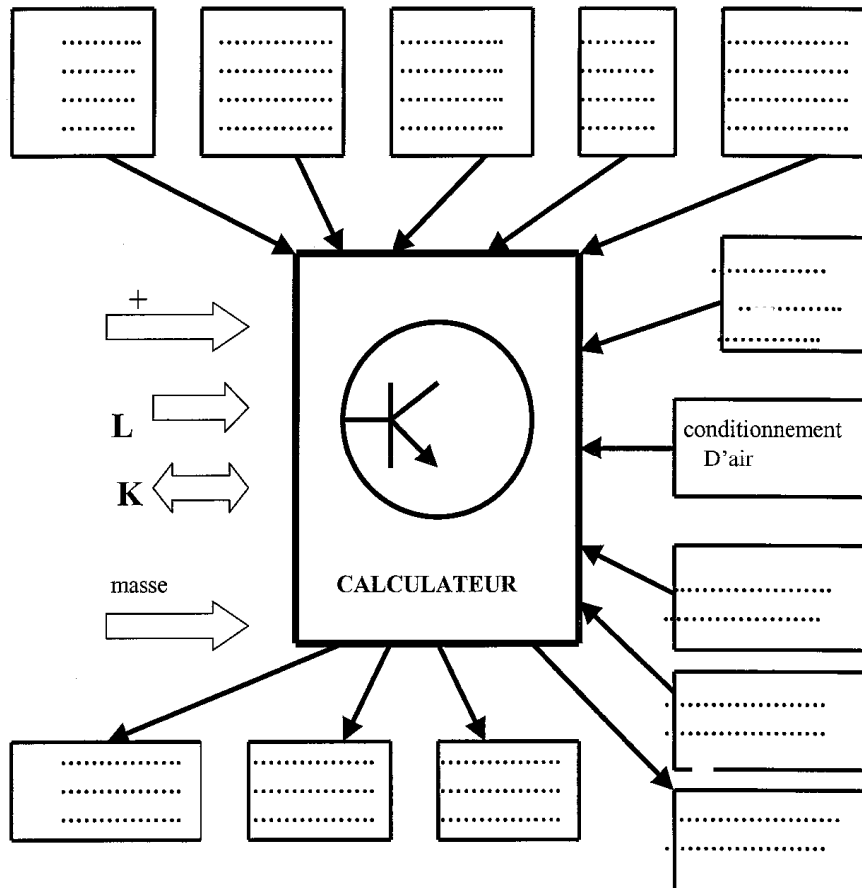 +
L
conditionnement
D'air
K
masse
CALCULATEUR